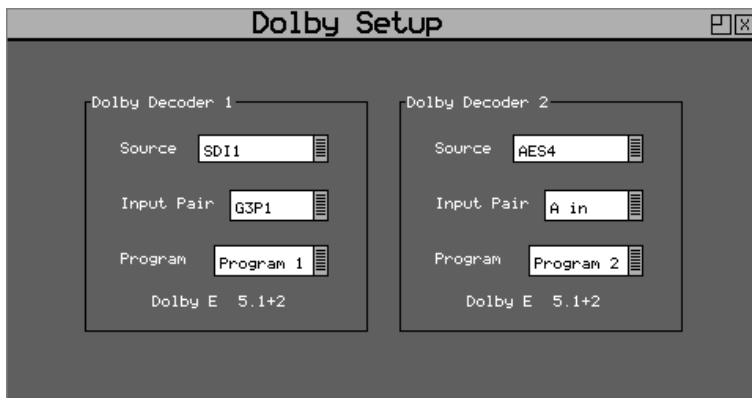 Dolby Setup
Dolby Decoder 1
Source SDI1
Input Pair G3P1
Program Program 1
Dolby E 5.1+2
Dolby Decoder 2
Source AES4
Input Pair A in
Program Program 2
Dolby E 5.1+2